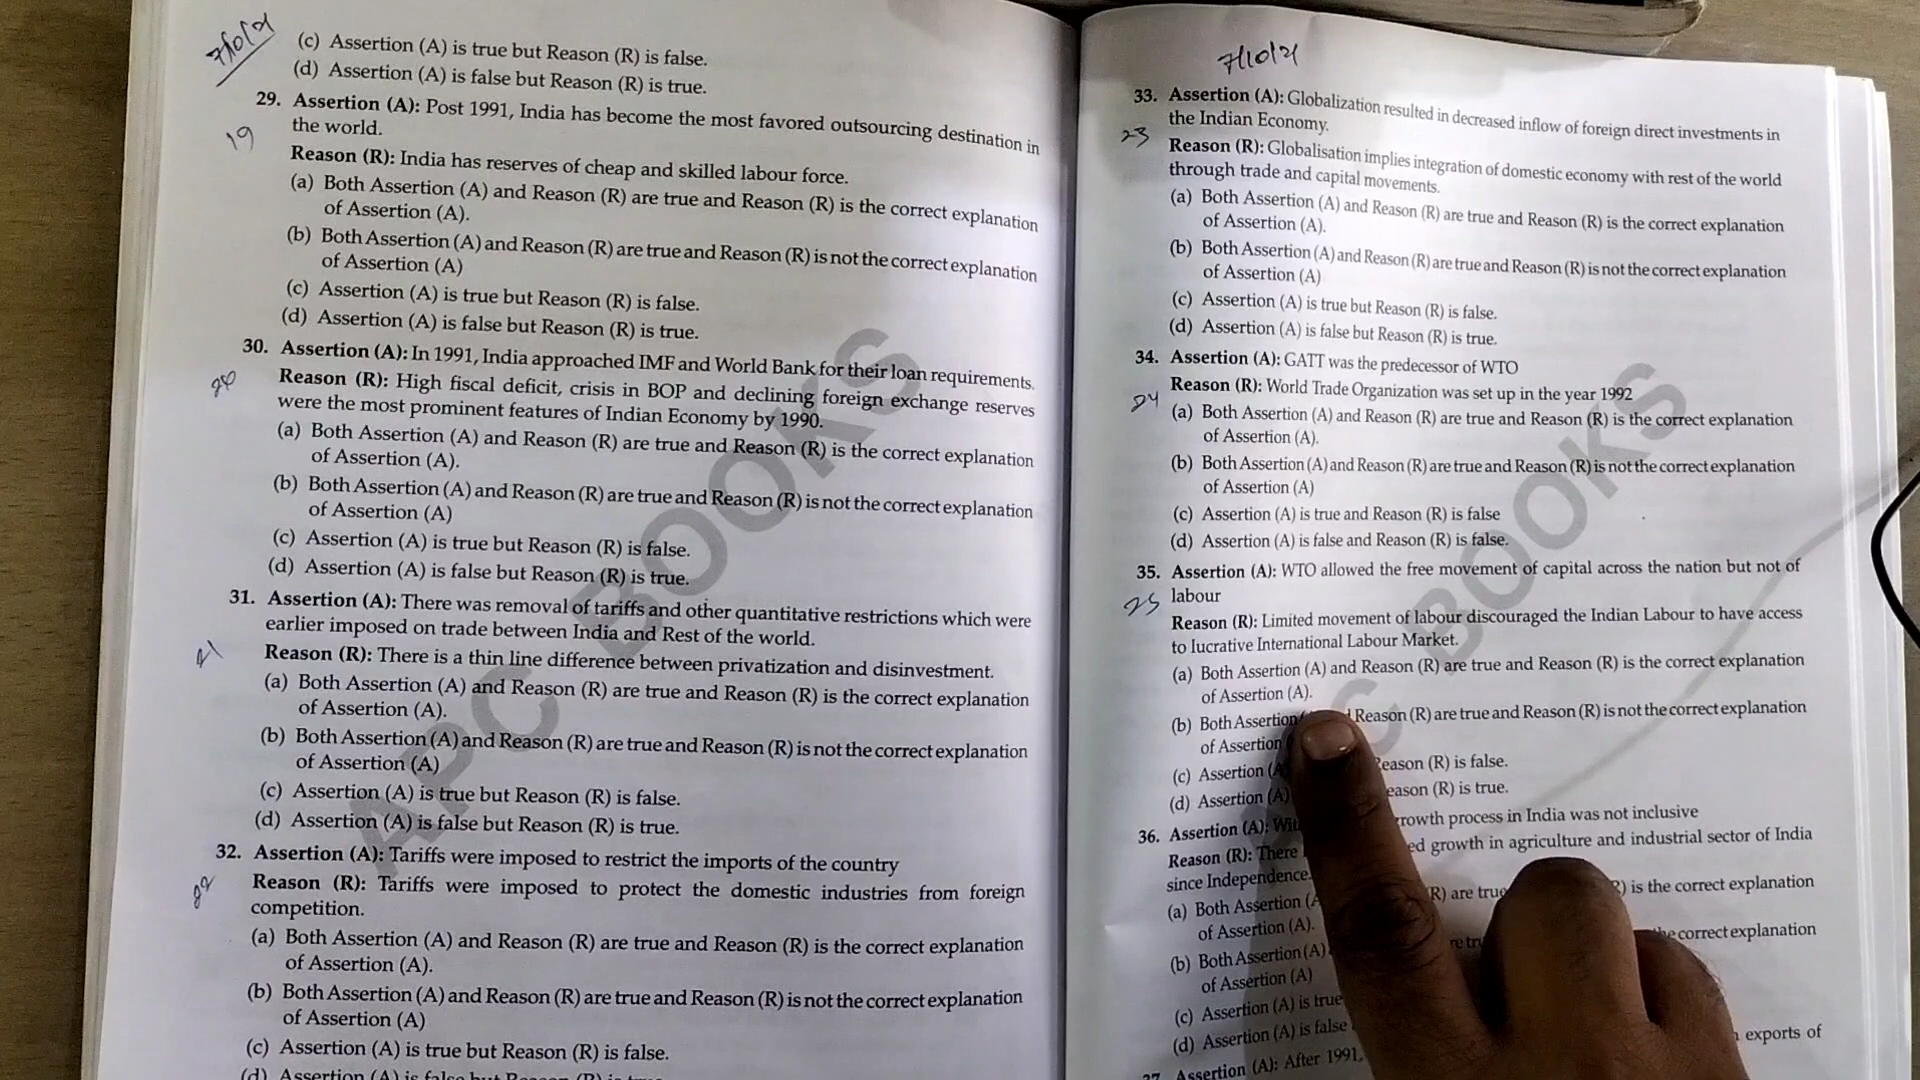 (c) Assertion (A) is true but Reason (R) is false.
(d) Assertion (A) is false but Reason (R) is true.
29. Assertion (A): Post 1991, India has become the most favored outsourcing destination in
the world.
19
Reason (R): India has reserves of cheap and skilled labour force.
(a) Both Assertion (A) and Reason (R) are true and Reason (R) is the correct explanation
of Assertion (A).
(b) Both Assertion (A) and Reason (R) are true and Reason (R) is not the correct explanation
of Assertion (A)
(c) Assertion (A) is true but Reason (R) is false.
(d) Assertion (A) is false but Reason (R) is true.
30. Assertion (A): In 1991, India approached IMF and World Bank for their loan requirements.
Reason (R): High fiscal deficit, crisis in BOP and declining foreign exchange reserves
were the most prominent features of Indian Economy by 1990.
(a) Both Assertion (A) and Reason (R) are true and Reason (R) is the correct explanation
of Assertion (A).
(b) Both Assertion (A) and Reason (R) are true and Reason (R) is not the correct explanation
of Assertion (A)
(c) Assertion (A) is true but Reason (R) is false.
(d) Assertion (A) is false but Reason (R) is true.
31. Assertion (A): There was removal of tariffs and other quantitative restrictions which were
earlier imposed on trade between India and Rest of the world.
21
Reason (R): There is a thin line difference between privatization and disinvestment.
(a) Both Assertion (A) and Reason (R) are true and Reason (R) is the correct explanation
of Assertion (A).
(b) Both Assertion (A) and Reason (R) are true and Reason (R) is not the correct explanation
of Assertion (A)
(c) Assertion (A) is true but Reason (R) is false.
(d) Assertion (A) is false but Reason (R) is true.
32. Assertion (A): Tariffs were imposed to restrict the imports of the country
22
Reason (R): Tariffs were imposed to protect the domestic industries from foreign
competition.
(a) Both Assertion (A) and Reason (R) are true and Reason (R) is the correct explanation
of Assertion (A).
(b) Both Assertion (A) and Reason (R) are true and Reason (R) is not the correct explanation
of Assertion (A)
(c) Assertion (A) is true but Reason (R) is false.
(d) Assertion (A) is false but Reason (R)
APC BOOKS
33. Assertion (A): Globalization resulted in decreased inflow of foreign direct investments in
the Indian Economy.
23
Reason (R): Globalisation implies integration of domestic economy with rest of the world
through trade and capital movements.
(a) Both Assertion (A) and Reason (R) are true and Reason (R) is the correct explanation
of Assertion (A).
(b) Both Assertion (A) and Reason (R) are true and Reason (R) is not the correct explanation
of Assertion (A)
(c) Assertion (A) is true but Reason (R) is false.
(d) Assertion (A) is false but Reason (R) is true.
34. Assertion (A): GATT was the predecessor of WTO
Reason (R): World Trade Organization was set up in the year 1992
24
(a) Both Assertion (A) and Reason (R) are true and Reason (R) is the correct explanation
of Assertion (A).
(b) Both Assertion (A) and Reason (R) are true and Reason (R) is not the correct explanation
of Assertion (A)
(c) Assertion (A) is true and Reason (R) is false
(d) Assertion (A) is false and Reason (R) is false.
35. Assertion (A): WTO allowed the free movement of capital across the nation but not of
labour
25
Reason (R): Limited movement of labour discouraged the Indian Labour to have access
to lucrative International Labour Market.
(a) Both Assertion (A) and Reason (R) are true and Reason (R) is the correct explanation
of Assertion (A).
(b) Both Assertion Reason (R) are true and Reason (R) is not the correct explanation
of Assertion
(c) Assertion Reason (R) is false.
(d) Assertion (A) Reason (R) is true.
36. Assertion (A): growth process in India was not inclusive
Reason (R): There growth in agriculture and industrial sector of India
since Independence.
(a) Both Assertion (R) are true (R) is the correct explanation
of Assertion (A).
(b) Both Assertion (A) the correct explanation
of Assertion (A)
(c) Assertion (A) is true
(d) Assertion (A) is false
Assertion (A): After 1991, exports of
BOOKS